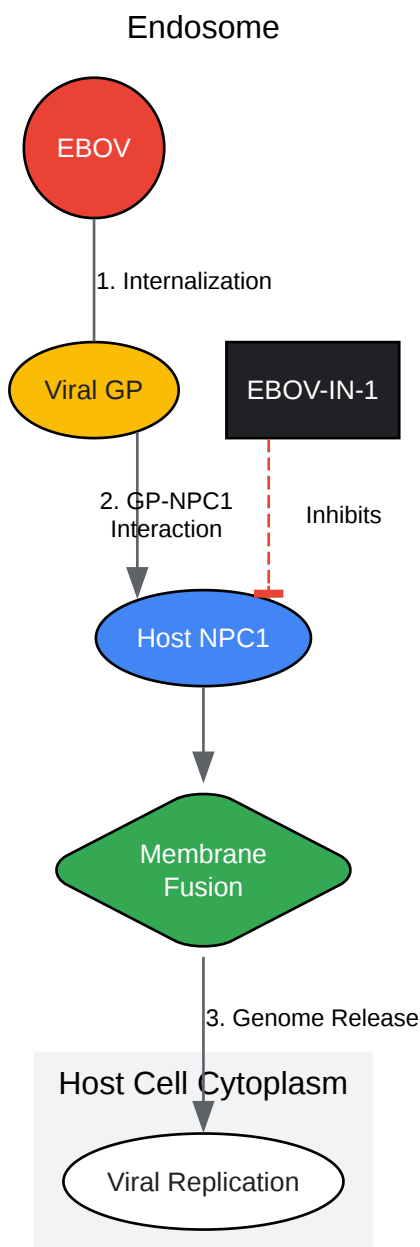 Endosome
EBOV
1. Internalization
Viral GP
EBOV-IN-1
2. GP-NPC1
Interaction
Inhibits
Host NPC1
Membrane
Fusion
3. Genome Release
Host Cell Cytoplasm
Viral Replication